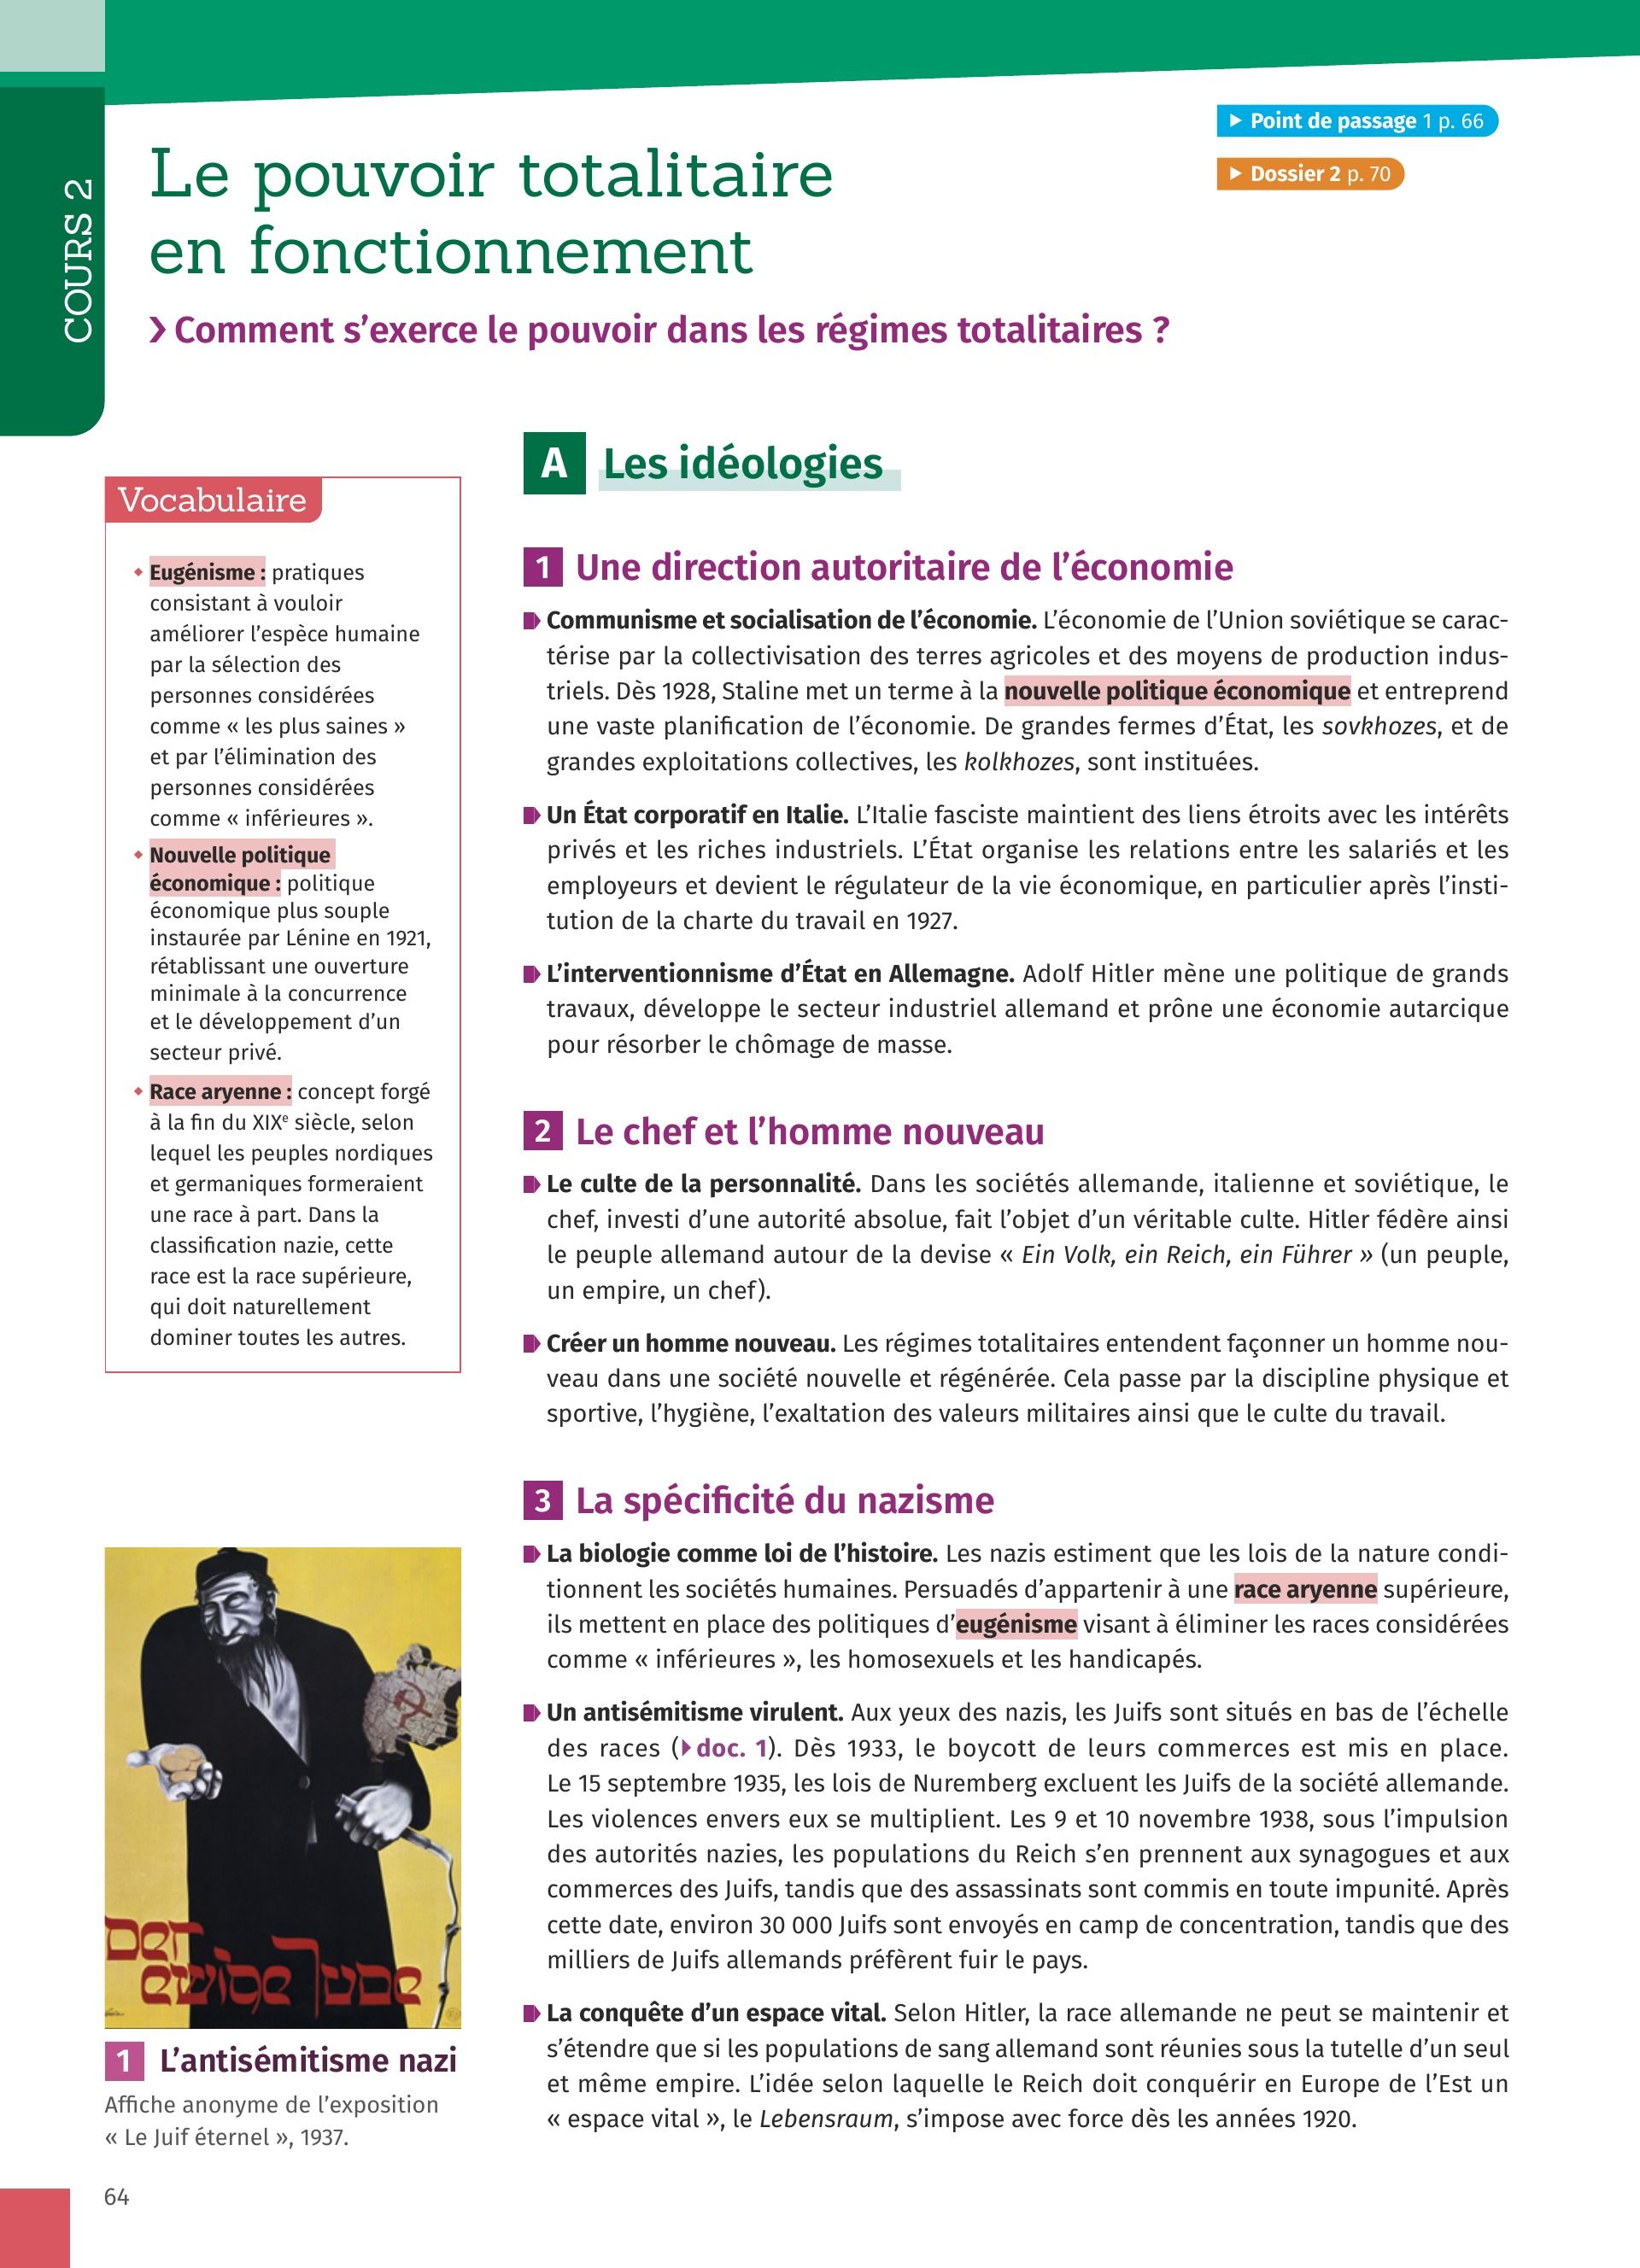 COURS 2
▶ Point de passage 1 p. 66
▶ Dossier 2 p. 70
Le pouvoir totalitaire
en fonctionnement
❯ Comment s’exerce le pouvoir dans les régimes totalitaires ?
Vocabulaire
• Eugénisme : pratiques
consistant à vouloir
améliorer l’espèce humaine
par la sélection des
personnes considérées
comme « les plus saines »
et par l’élimination des
personnes considérées
comme « inférieures ».
• Nouvelle politique
économique : politique
économique plus souple
instaurée par Lénine en 1921,
rétablissant une ouverture
minimale à la concurrence
et le développement d’un
secteur privé.
• Race aryenne : concept forgé
à la fin du XIXe siècle, selon
lequel les peuples nordiques
et germaniques formeraient
une race à part. Dans la
classification nazie, cette
race est la race supérieure,
qui doit naturellement
dominer toutes les autres.
Der
ewige Jude
1 L’antisémitisme nazi
Affiche anonyme de l’exposition
« Le Juif éternel », 1937.
A Les idéologies
1 Une direction autoritaire de l’économie
Communisme et socialisation de l’économie. L’économie de l’Union soviétique se carac-
térise par la collectivisation des terres agricoles et des moyens de production indus-
triels. Dès 1928, Staline met un terme à la nouvelle politique économique et entreprend
une vaste planification de l’économie. De grandes fermes d’État, les sovkhozes, et de
grandes exploitations collectives, les kolkhozes, sont instituées.
Un État corporatif en Italie. L’Italie fasciste maintient des liens étroits avec les intérêts
privés et les riches industriels. L’État organise les relations entre les salariés et les
employeurs et devient le régulateur de la vie économique, en particulier après l’insti-
tution de la charte du travail en 1927.
L’interventionnisme d’État en Allemagne. Adolf Hitler mène une politique de grands
travaux, développe le secteur industriel allemand et prône une économie autarcique
pour résorber le chômage de masse.
2 Le chef et l’homme nouveau
Le culte de la personnalité. Dans les sociétés allemande, italienne et soviétique, le
chef, investi d’une autorité absolue, fait l’objet d’un véritable culte. Hitler fédère ainsi
le peuple allemand autour de la devise « Ein Volk, ein Reich, ein Führer » (un peuple,
un empire, un chef).
Créer un homme nouveau. Les régimes totalitaires entendent façonner un homme nou-
veau dans une société nouvelle et régénérée. Cela passe par la discipline physique et
sportive, l’hygiène, l’exaltation des valeurs militaires ainsi que le culte du travail.
3 La spécificité du nazisme
La biologie comme loi de l’histoire. Les nazis estiment que les lois de la nature condi-
tionnent les sociétés humaines. Persuadés d’appartenir à une race aryenne supérieure,
ils mettent en place des politiques d’eugénisme visant à éliminer les races considérées
comme « inférieures », les homosexuels et les handicapés.
Un antisémitisme virulent. Aux yeux des nazis, les Juifs sont situés en bas de l’échelle
des races (▶ doc. 1). Dès 1933, le boycott de leurs commerces est mis en place.
Le 15 septembre 1935, les lois de Nuremberg excluent les Juifs de la société allemande.
Les violences envers eux se multiplient. Les 9 et 10 novembre 1938, sous l’impulsion
des autorités nazies, les populations du Reich s’en prennent aux synagogues et aux
commerces des Juifs, tandis que des assassinats sont commis en toute impunité. Après
cette date, environ 30 000 Juifs sont envoyés en camp de concentration, tandis que des
milliers de Juifs allemands préfèrent fuir le pays.
La conquête d’un espace vital. Selon Hitler, la race allemande ne peut se maintenir et
s’étendre que si les populations de sang allemand sont réunies sous la tutelle d’un seul
et même empire. L’idée selon laquelle le Reich doit conquérir en Europe de l’Est un
« espace vital », le Lebensraum, s’impose avec force dès les années 1920.
64